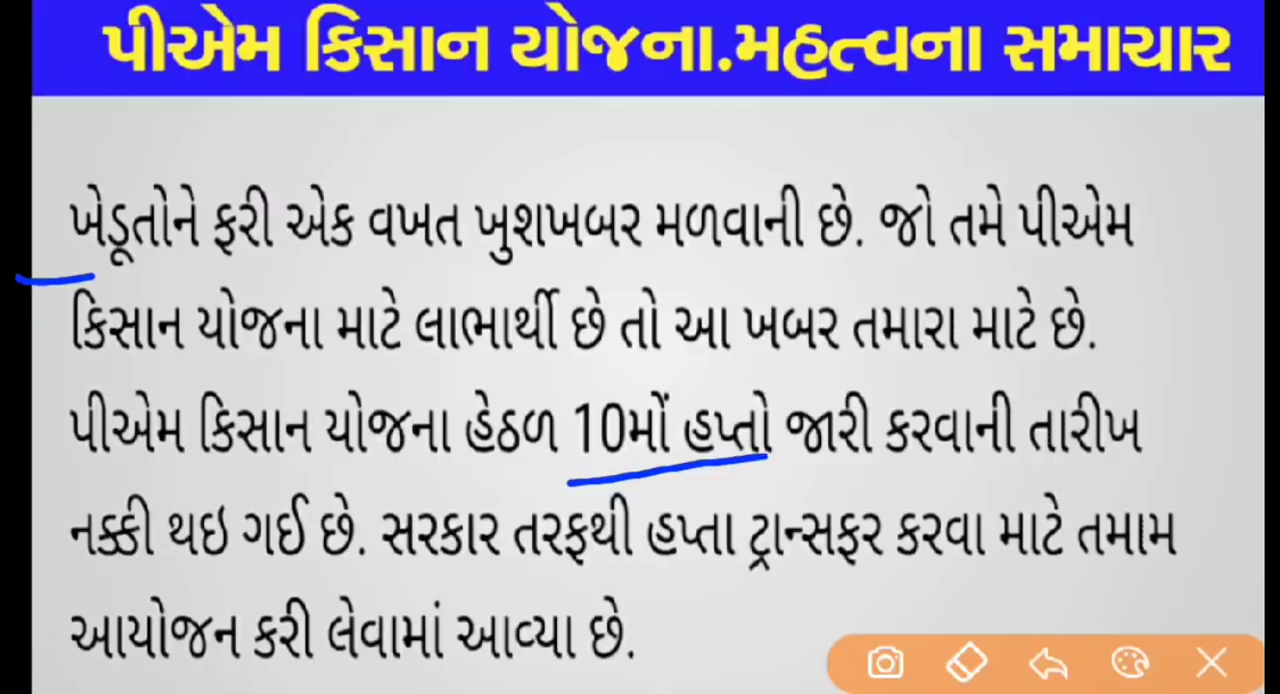 પીએમ કિસાન યોજના.મહત્વના સમાચાર
ખેડૂતોને ફરી એક વખત ખુશખબર મળવાની છે. જો તમે પીએમ
કિસાન યોજના માટે લાભાર્થી છે તો આ ખબર તમારા માટે છે.
પીએમ કિસાન યોજના હેઠળ 10મોં હપ્તો જારી કરવાની તારીખ
નક્કી થઇ ગઈ છે. સરકાર તરફથી હપ્તા ટ્રાન્સફર કરવા માટે તમામ
આયોજન કરી લેવામાં આવ્યા છે.